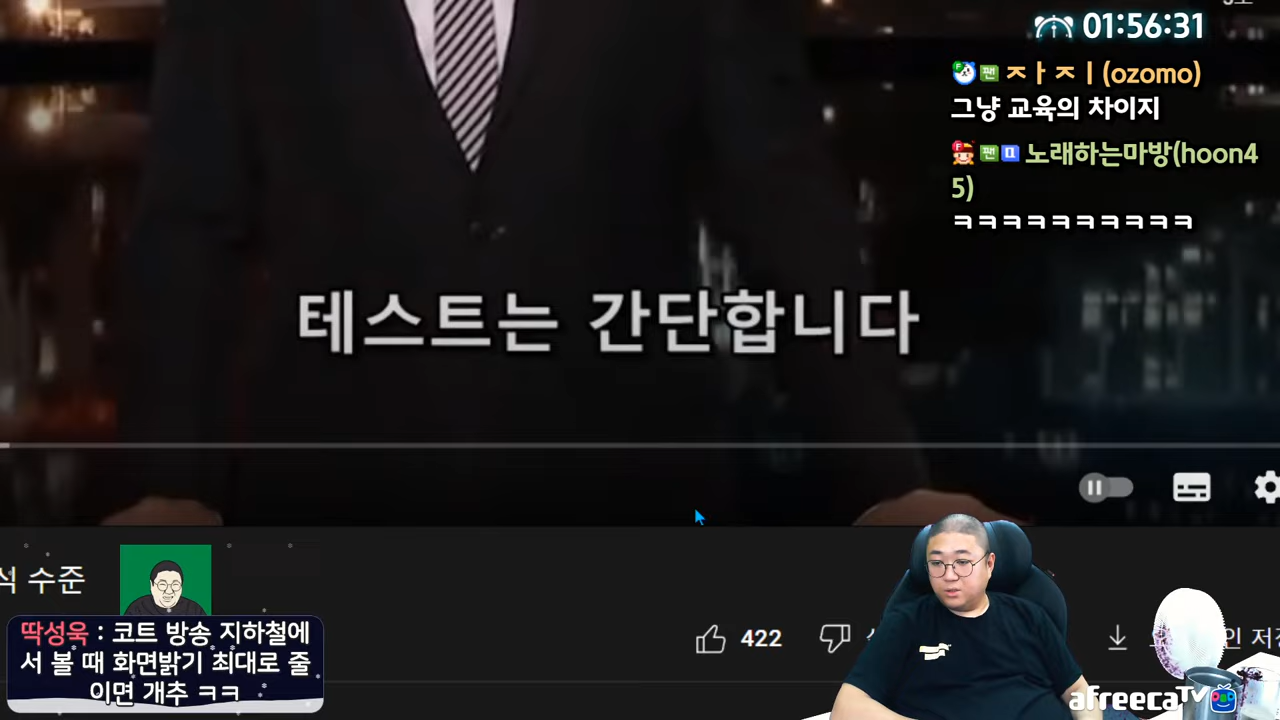 01:56:31
ㅈㅏㅈㅣ(ozomo)
그냥 교육의 차이지
노래하는마방(hoon4
5)
ㅋㅋㅋㅋㅋㅋㅋㅋㅋㅋ
테스트는 간단합니다
수준
422
딱성욱 : 코트 방송 지하철에
서 볼 때 화면밝기 최대로 줄
이면 개추 ㅋㅋ
afreecaTV